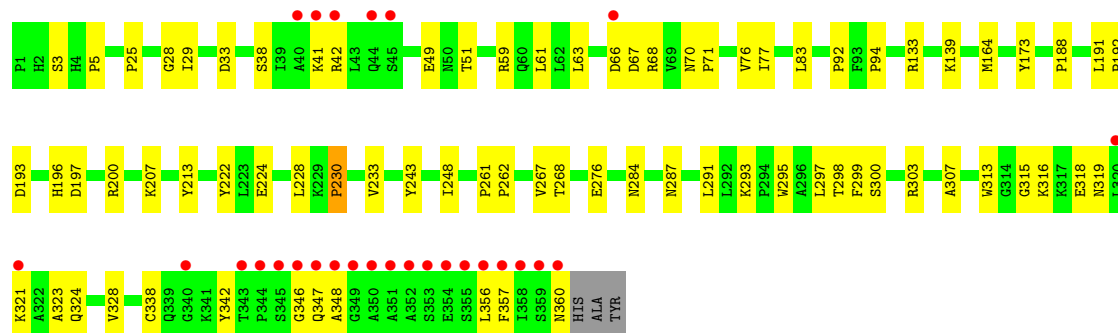 P1 H2 S3 H4 P5 P25 G28 I29 D33 S38 I39 A40 K41 R42 L43 Q44 S45 E49 N50 T51 R59 Q60 L61 L62 L63 D66 D67 R68 V69 N70 P71 V76 I77 L83 P92 F93 P94 R133 K139 M164 Y173 P188 L191 P192
D193 H196 D197 R200 K207 Y213 Y222 L223 E224 L228 K229 P230 V233 Y243 I248 P261 P262 V267 T268 E276 N284 N287 L291 L292 K293 P294 W295 A296 L297 T298 F299 S300 R303 A307 W313 G314 G315 K316 K317 E318 N319 L320
K321 A322 A323 Q324 V328 C338 Q339 G340 K341 Y342 T343 P344 S345 G346 Q347 A348 G349 A350 A351 A352 S353 E354 S355 L356 F357 I358 S359 N360 HIS ALA TYR